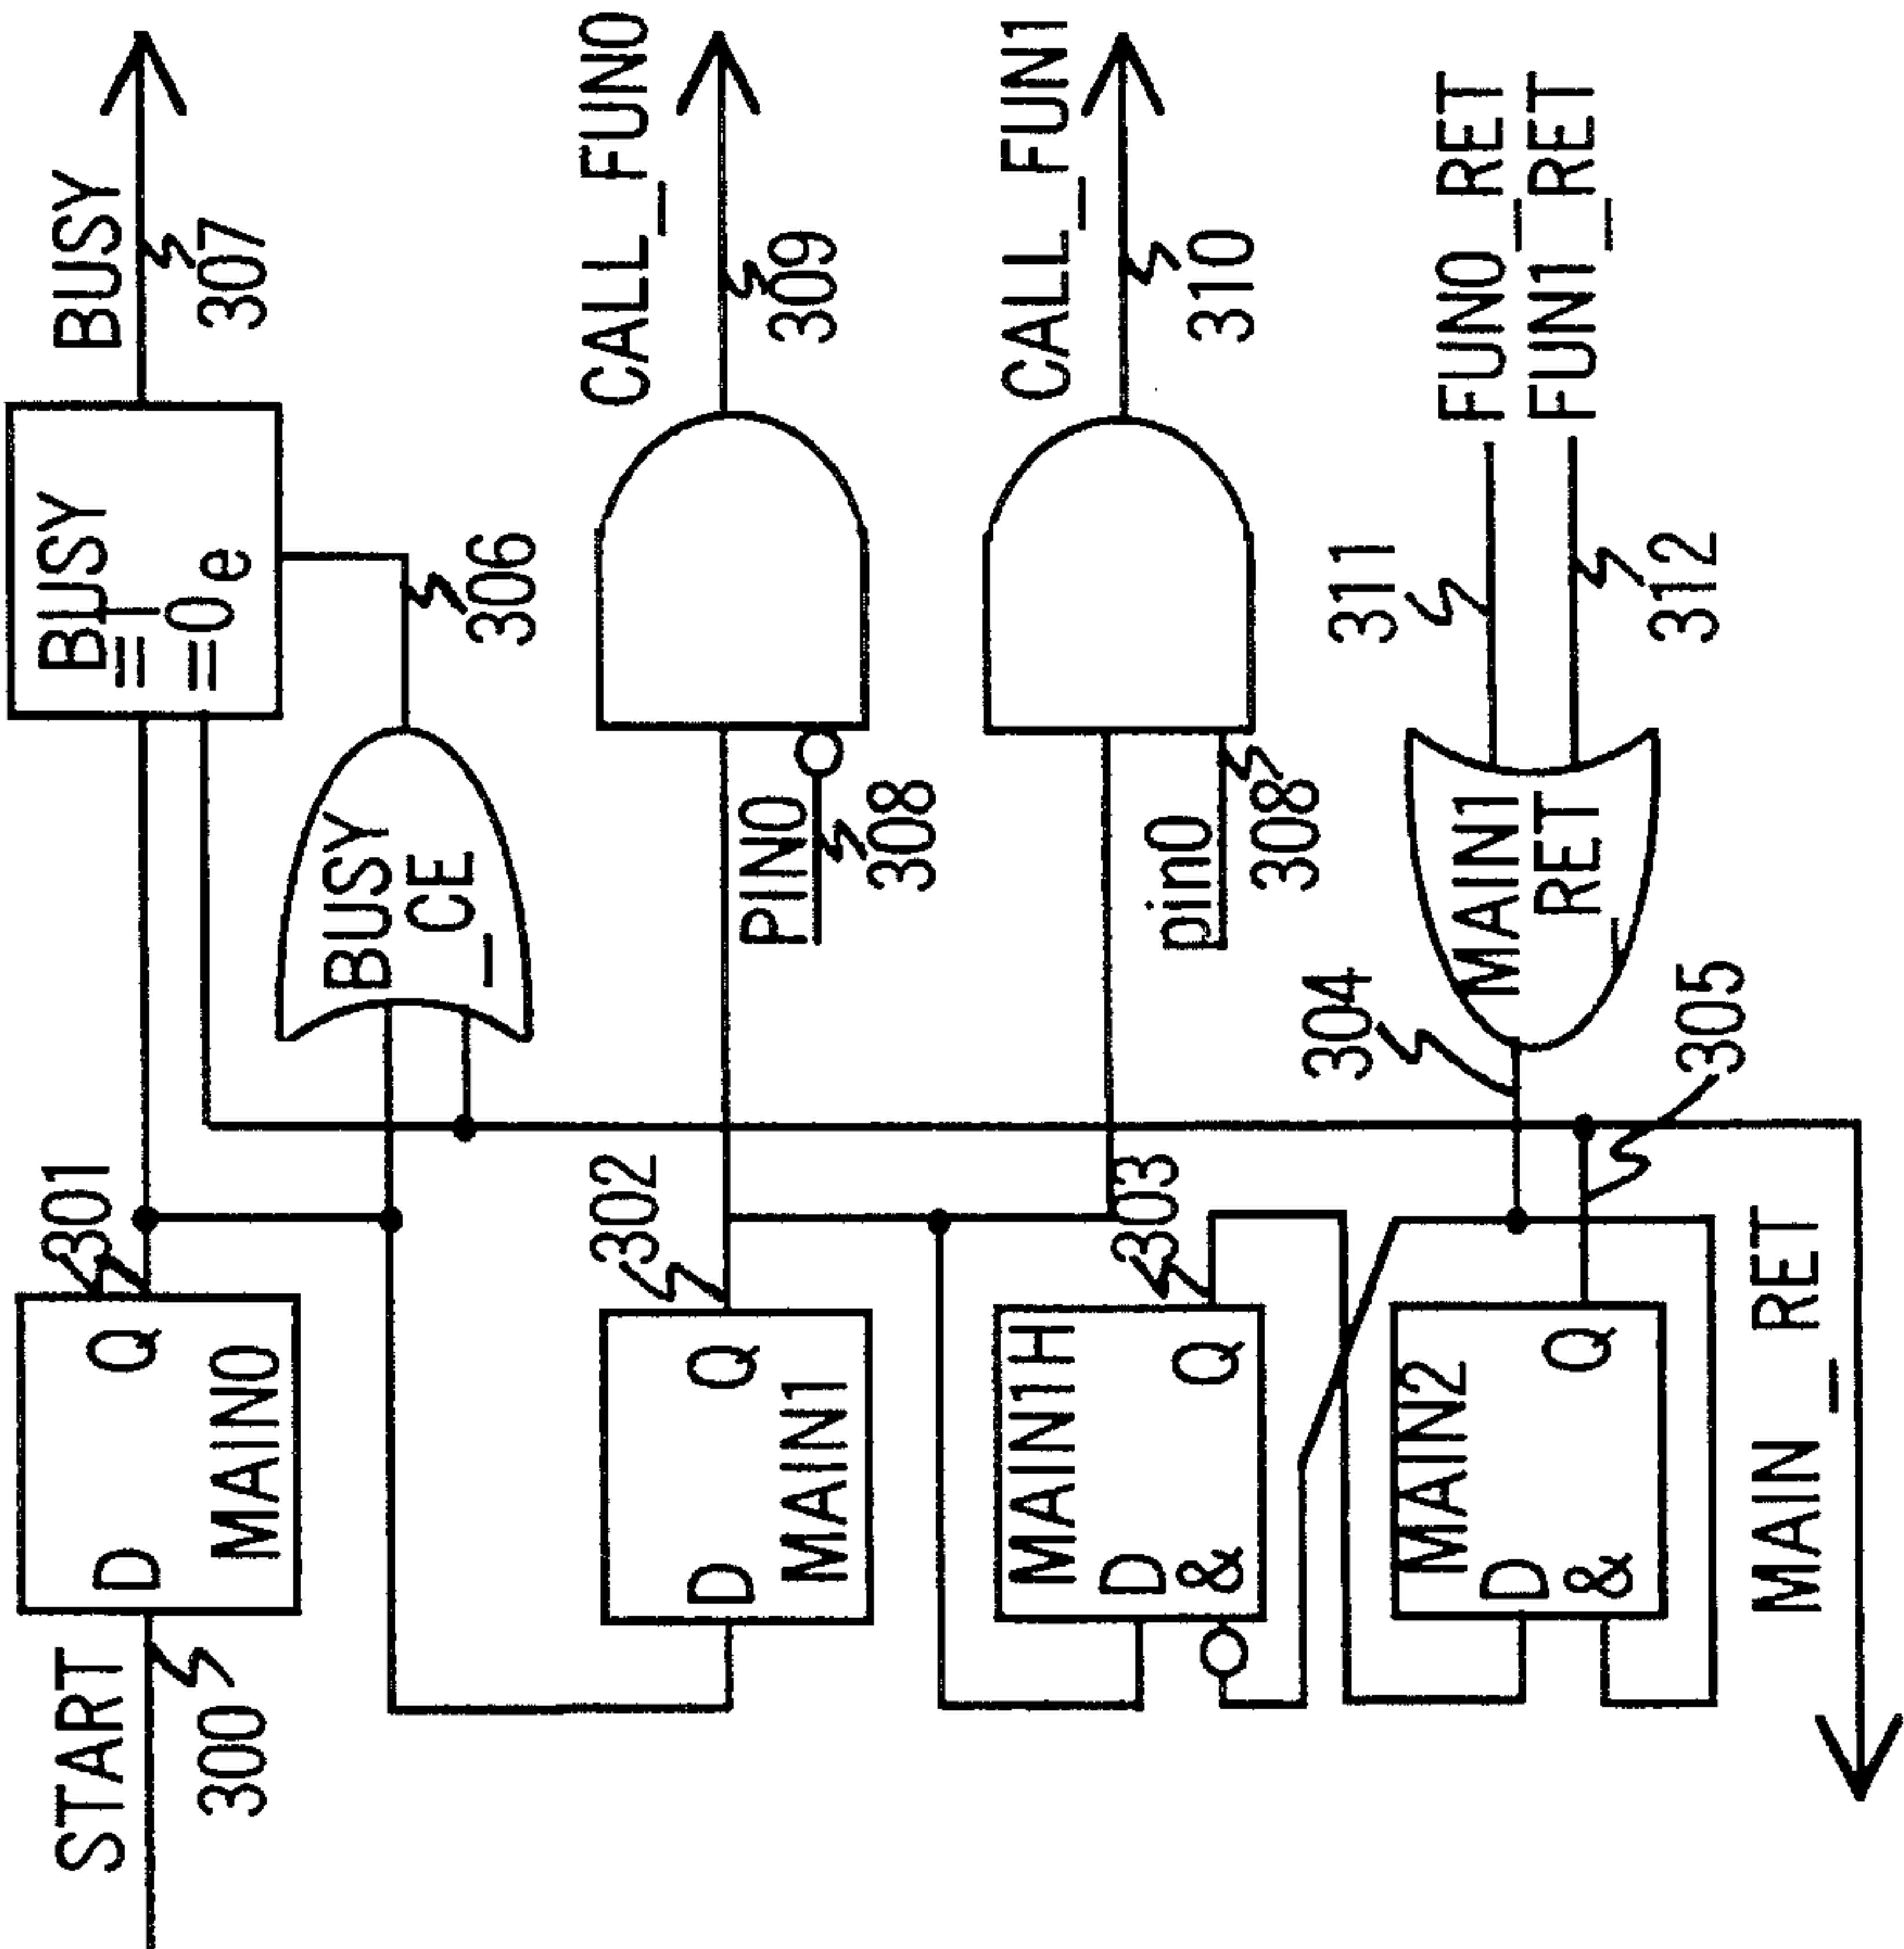 START
300
D Q
MAIN0
301
BUSY
=1
=0
e
BUSY
307
BUSY
_CE
306
D Q
MAIN1
302
PIN0
308
CALL_FUN0
309
MAIN1H
D Q
&
303
pin0
308
CALL_FUN1
310
MAIN2
D Q
&
304
305
MAIN1
_RET
311
312
FUN0_RET
FUN1_RET
MAIN_RET